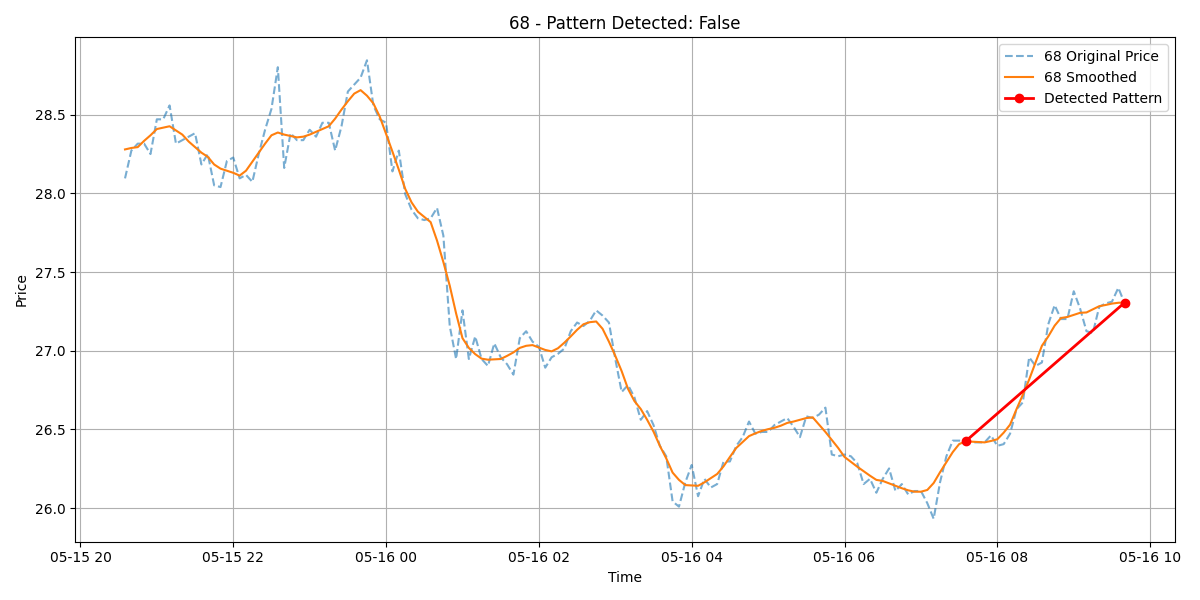 68 - Pattern Detected: False
68 Original Price
68 Smoothed
Detected Pattern
Price
28.5
28.0
27.5
27.0
26.5
26.0
05-15 20 05-15 22 05-16 00 05-16 02 05-16 04 05-16 06 05-16 08 05-16 10
Time